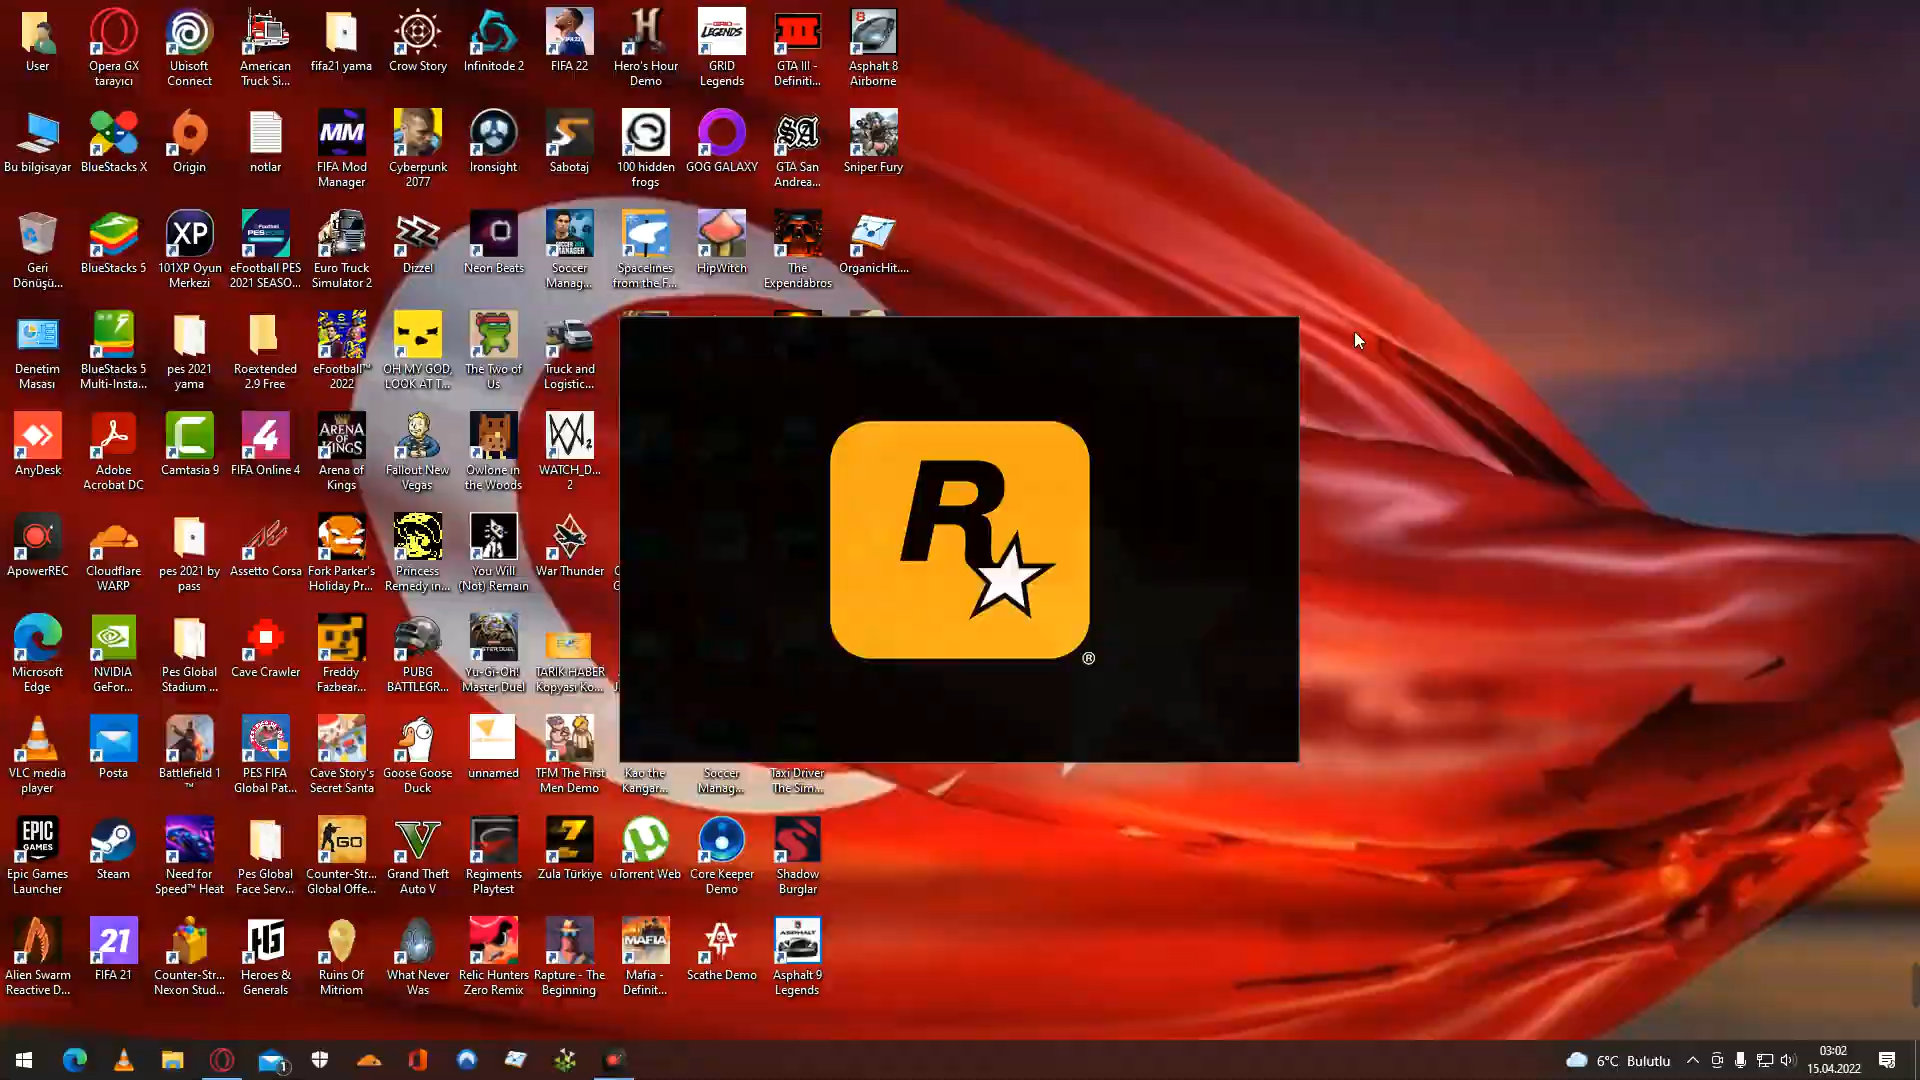 User
Opera GX
tarayıcı
Ubisoft
Connect
American
Truck Si...
fifa21 yama
Crow Story
Infinitode 2
FIFA 22
Hero's Hour
Demo
GRID
Legends
GTA III -
Definiti...
Asphalt 8
Airborne
Bu bilgisayar
BlueStacks X
Origin
notlar
FIFA Mod
Manager
Cyberpunk
2077
Ironsight
Sabotaj
100 hidden
frogs
GOG GALAXY
GTA San
Andrea...
Sniper Fury
Geri
Dönüşü...
BlueStacks 5
101XP Oyun
Merkezi
eFootball PES
2021 SEASO...
Euro Truck
Simulator 2
Dizzel
Neon Beats
Soccer
Manag...
Spacelines
from the F...
HipWitch
The
Expendabros
OrganicHit....
Denetim
Masası
BlueStacks 5
Multi-Insta...
pes 2021
yama
Roextended
2.9 Free
eFootball™
2022
OH MY GOD,
LOOK AT T...
The Two of
Us
Truck and
Logistic...
AnyDesk
Adobe
Acrobat DC
Camtasia 9
FIFA Online 4
Arena of
Kings
Fallout New
Vegas
Owlone in
the Woods
WATCH_D...
2
ApowerREC
Cloudflare
WARP
pes 2021 by
pass
Assetto Corsa
Fork Parker's
Holiday Pr...
Princess
Remedy in...
You Will
(Not) Remain
War Thunder
R
®
Microsoft
Edge
NVIDIA
GeFor...
Pes Global
Stadium ...
Cave Crawler
Freddy
Fazbear...
PUBG
BATTLEGR...
Yu-Gi-Oh!
Master Duel
TARIK HABER
Kopyası Ko...
VLC media
player
Posta
Battlefield 1
™
PES FIFA
Global Pat...
Cave Story's
Secret Santa
Goose Goose
Duck
unnamed
TFM The First
Men Demo
Kao the
Kangar...
Soccer
Manag...
Taxi Driver
The Sim...
Epic Games
Launcher
Steam
Need for
Speed™ Heat
Pes Global
Face Serv...
Counter-Str...
Global Offe...
Grand Theft
Auto V
Regiments
Playtest
Zula Türkiye
uTorrent Web
Core Keeper
Demo
Shadow
Burglar
Alien Swarm
Reactive D...
FIFA 21
Counter-Str...
Nexon Stud...
Heroes &
Generals
Ruins Of
Mitriom
What Never
Was
Relic Hunters
Zero Remix
Rapture - The
Beginning
Mafia -
Definit...
Scathe Demo
Asphalt 9
Legends
6°C Bulutlu
03:02
15.04.2022